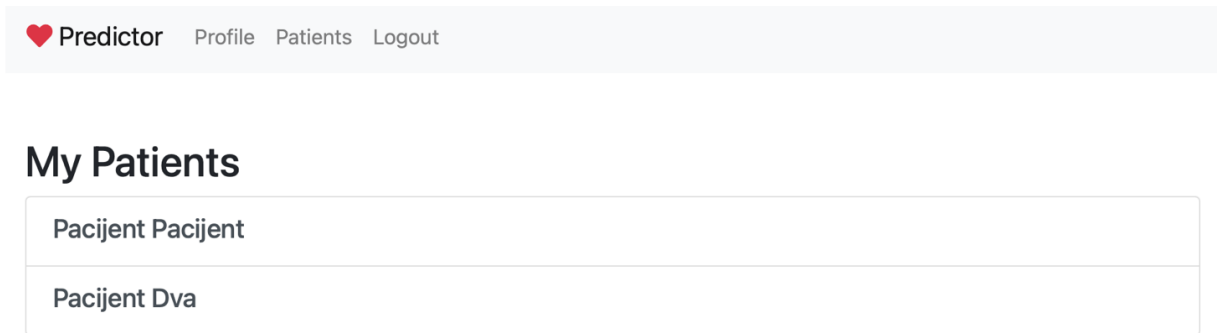 Predictor Profile Patients Logout
My Patients
Pacijent Pacijent
Pacijent Dva